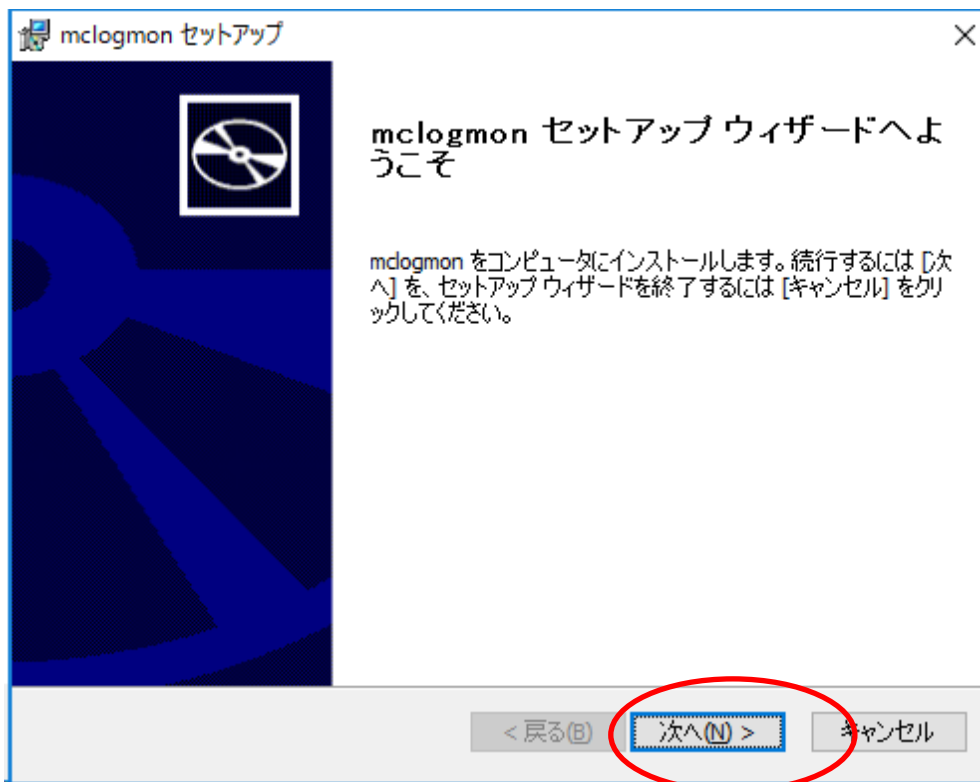 mclogmon セットアップ
mclogmon セットアップ ウィザードへよ
うこそ
mclogmon をコンピュータにインストールします。続行するには [次
へ] を、セットアップ ウィザードを終了するには [キャンセル] をクリ
ックしてください。
< 戻る(B) 次へ(N) > キャンセル